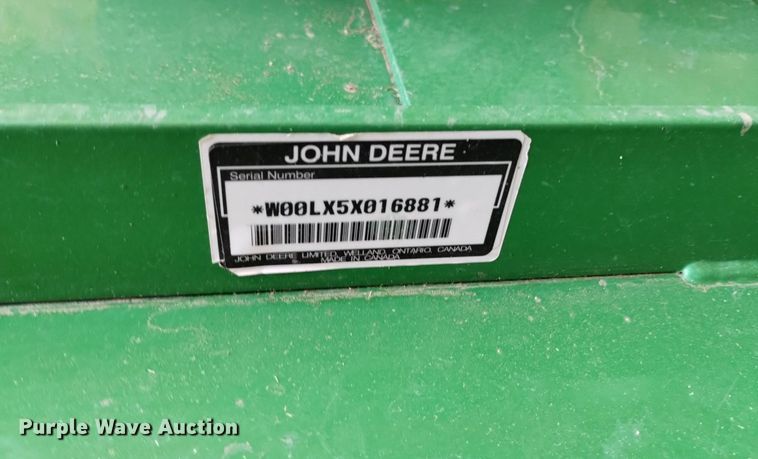 JOHN DEERE
Serial Number
*W00LX5X016881*
JOHN DEERE LIMITED, WELLAND, ONTARIO, CANADA
MADE IN CANADA
Purple Wave Auction